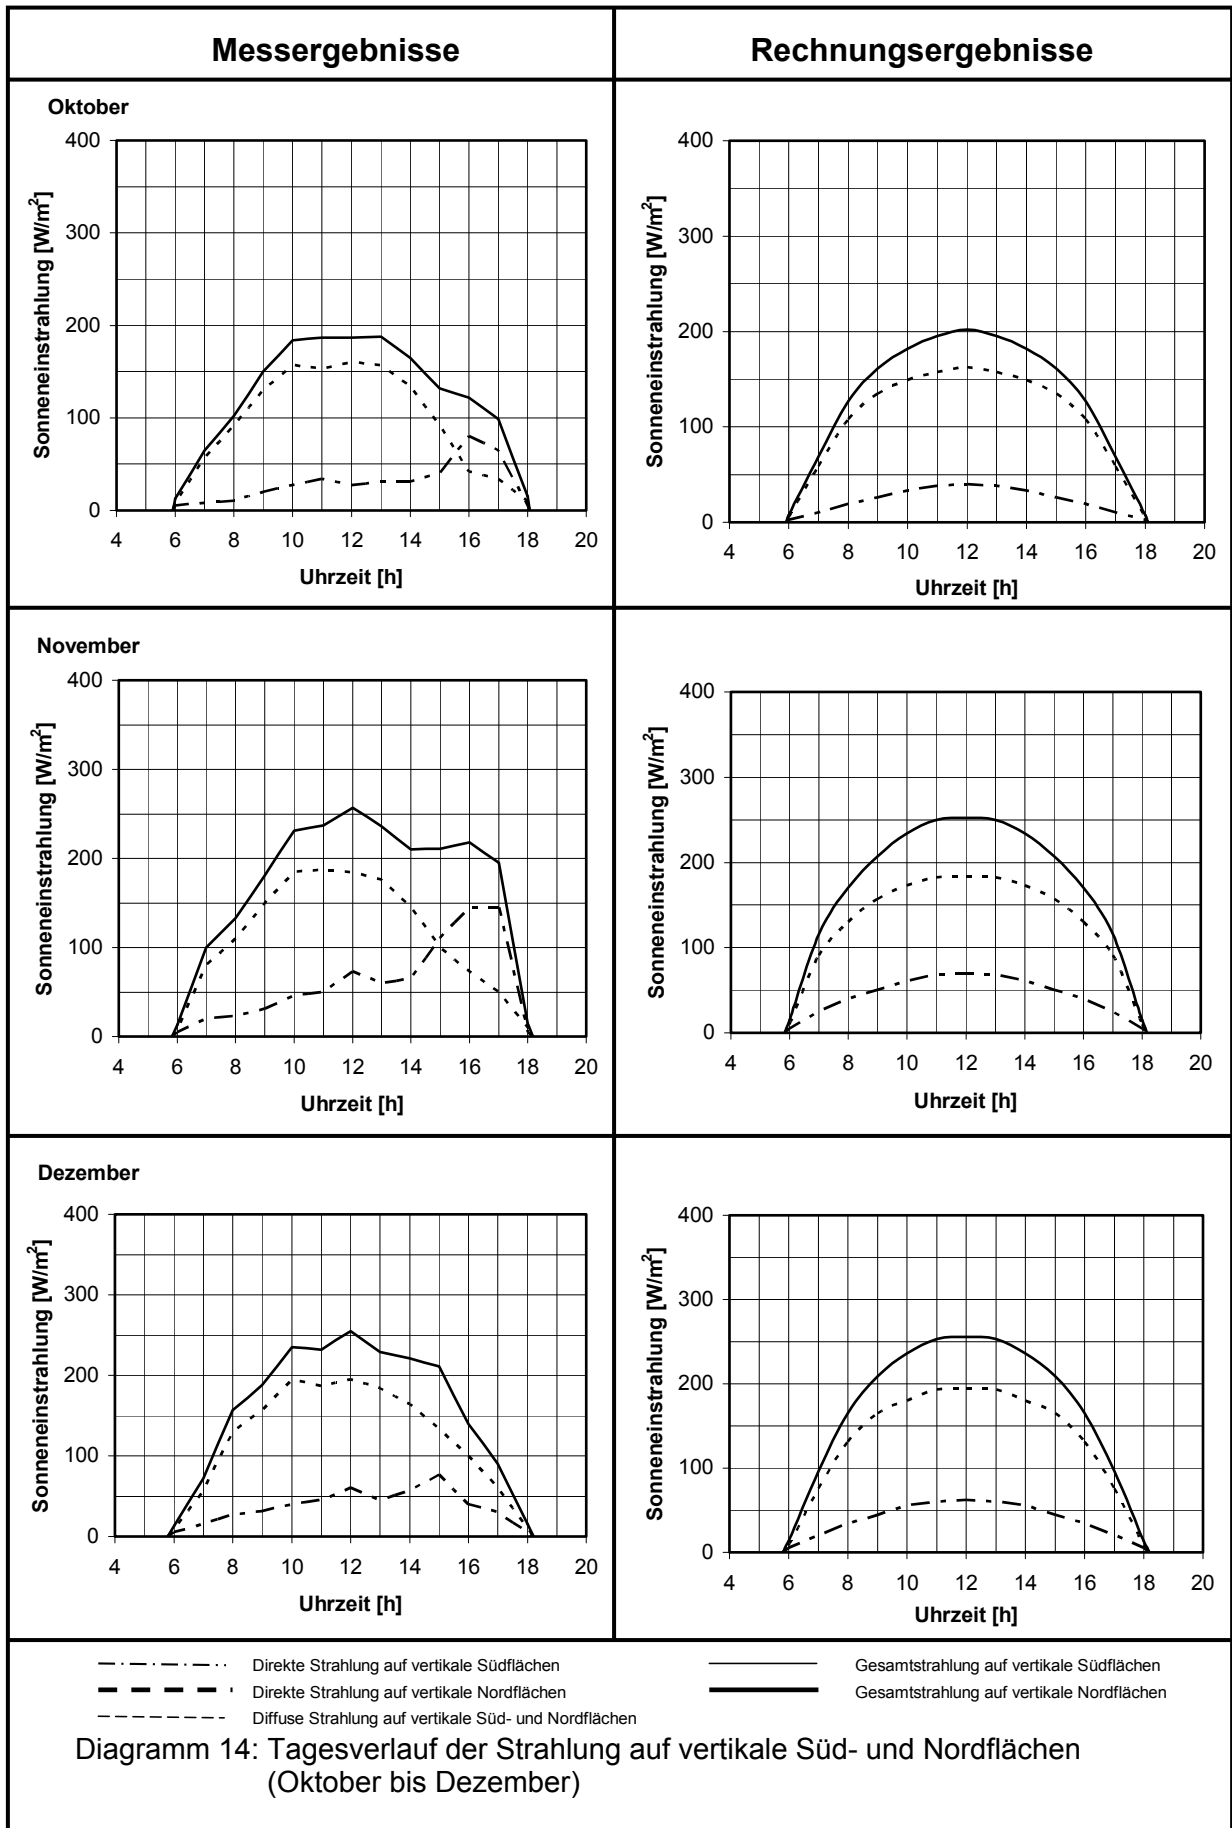 Messergebnisse
Rechnungsergebnisse
Oktober
Sonneneinstrahlung [W/m²]
400
300
200
100
0
4 6 8 10 12 14 16 18 20
Uhrzeit [h]
Sonneneinstrahlung [W/m²]
400
300
200
100
0
4 6 8 10 12 14 16 18 20
Uhrzeit [h]
November
Sonneneinstrahlung [W/m²]
400
300
200
100
0
4 6 8 10 12 14 16 18 20
Uhrzeit [h]
Sonneneinstrahlung [W/m²]
400
300
200
100
0
4 6 8 10 12 14 16 18 20
Uhrzeit [h]
Dezember
Sonneneinstrahlung [W/m²]
400
300
200
100
0
4 6 8 10 12 14 16 18 20
Uhrzeit [h]
Sonneneinstrahlung [W/m²]
400
300
200
100
0
4 6 8 10 12 14 16 18 20
Uhrzeit [h]
Direkte Strahlung auf vertikale Südflächen
Direkte Strahlung auf vertikale Nordflächen
Diffuse Strahlung auf vertikale Süd- und Nordflächen
Gesamtstrahlung auf vertikale Südflächen
Gesamtstrahlung auf vertikale Nordflächen
Diagramm 14: Tagesverlauf der Strahlung auf vertikale Süd- und Nordflächen
(Oktober bis Dezember)